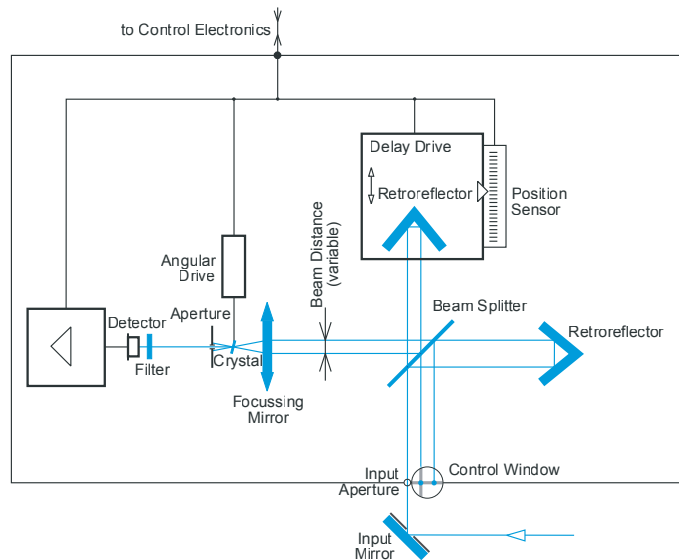 to Control Electronics
Delay Drive
Retroreflector
Position
Sensor
Angular
Drive
Beam Distance
(variable)
Beam Splitter
Aperture
Detector
Retroreflector
Crystal
Filter
Focussing
Mirror
Input
Aperture
Control Window
Input
Mirror